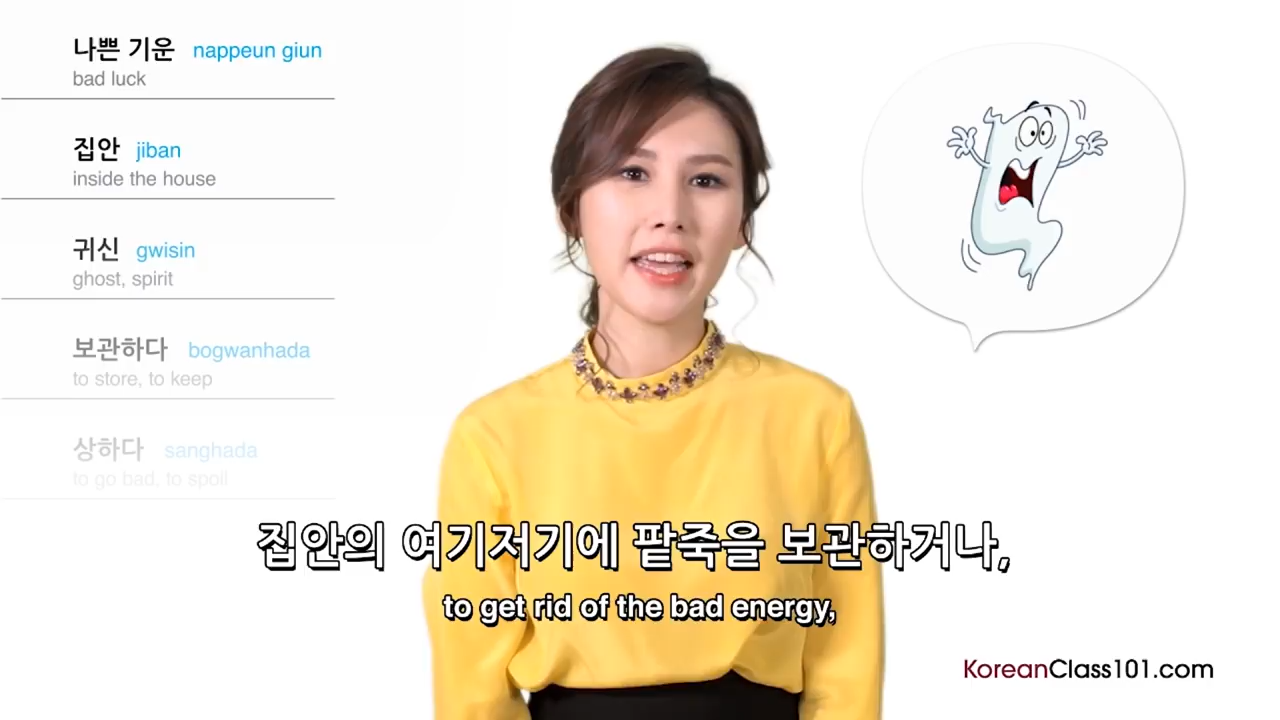 나쁜 기운 nappeun giun
bad luck
집안 jiban
inside the house
귀신 gwisin
ghost, spirit
보관하다 bogwanhada
to store, to keep
상하다 sanghada
to go bad, to spoil
집안의 여기저기에 팥죽을 보관하거나,
to get rid of the bad energy,
KoreanClass101.com